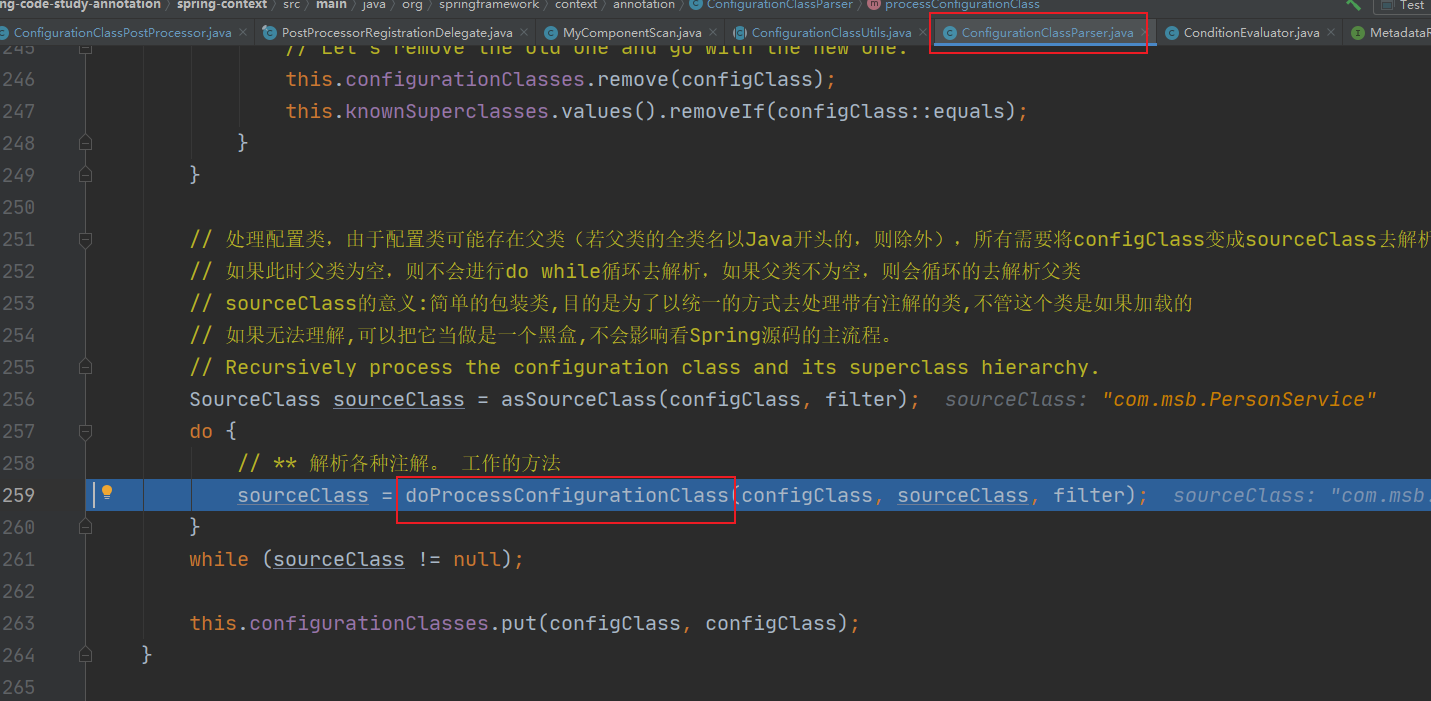 ng-code-study-annotation › spring-context › src › main › java › org › springframework › context › annotation › ConfigurationClassParser › processConfigurationClass Test
ConfigurationClassPostProcessor.java × PostProcessorRegistrationDelegate.java × MyComponentScan.java × ConfigurationClassUtils.java × ConfigurationClassParser.java × ConditionEvaluator.java × MetadataR
245 // Let's remove the old one and go with the new one.
246 this.configurationClasses.remove(configClass);
247 this.knownSuperclasses.values().removeIf(configClass::equals);
248 }
249 }
250
251 // 处理配置类，由于配置类可能存在父类（若父类的全类名以Java开头的，则除外），所有需要将configClass变成sourceClass去解析
252 // 如果此时父类为空，则不会进行do while循环去解析，如果父类不为空，则会循环的去解析父类
253 // sourceClass的意义:简单的包装类,目的是为了以统一的方式去处理带有注解的类,不管这个类是如果加载的
254 // 如果无法理解,可以把它当做是一个黑盒,不会影响看Spring源码的主流程。
255 // Recursively process the configuration class and its superclass hierarchy.
256 SourceClass sourceClass = asSourceClass(configClass, filter); sourceClass: "com.msb.PersonService"
257 do {
258 // ** 解析各种注解。 工作的方法
259 sourceClass = doProcessConfigurationClass(configClass, sourceClass, filter); sourceClass: "com.msb.
260 }
261 while (sourceClass != null);
262
263 this.configurationClasses.put(configClass, configClass);
264 }
265